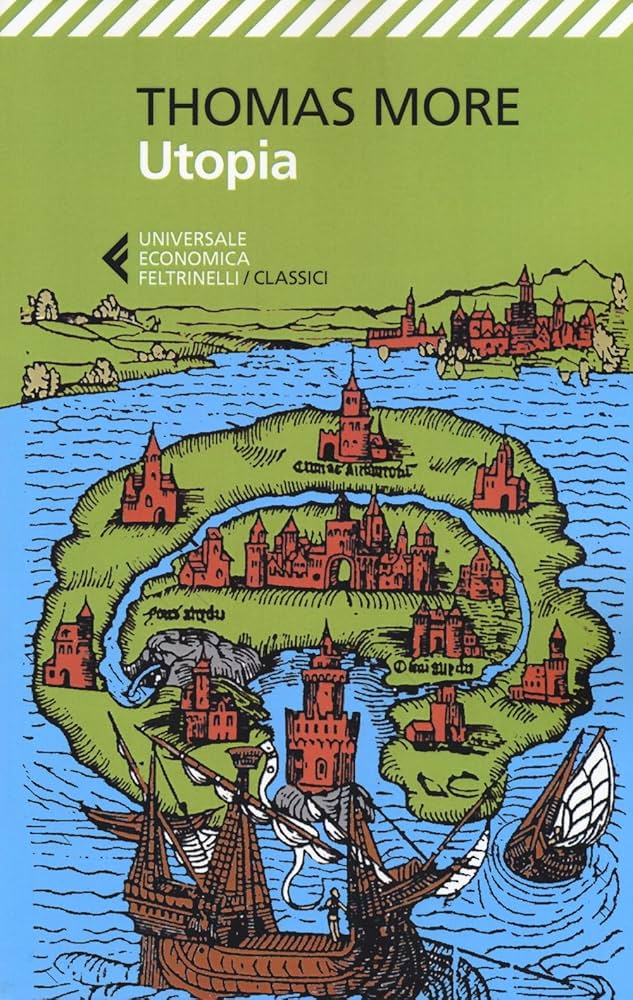 THOMAS MORE
Utopia
UNIVERSALE
ECONOMICA
FELTRINELLI / CLASSICI